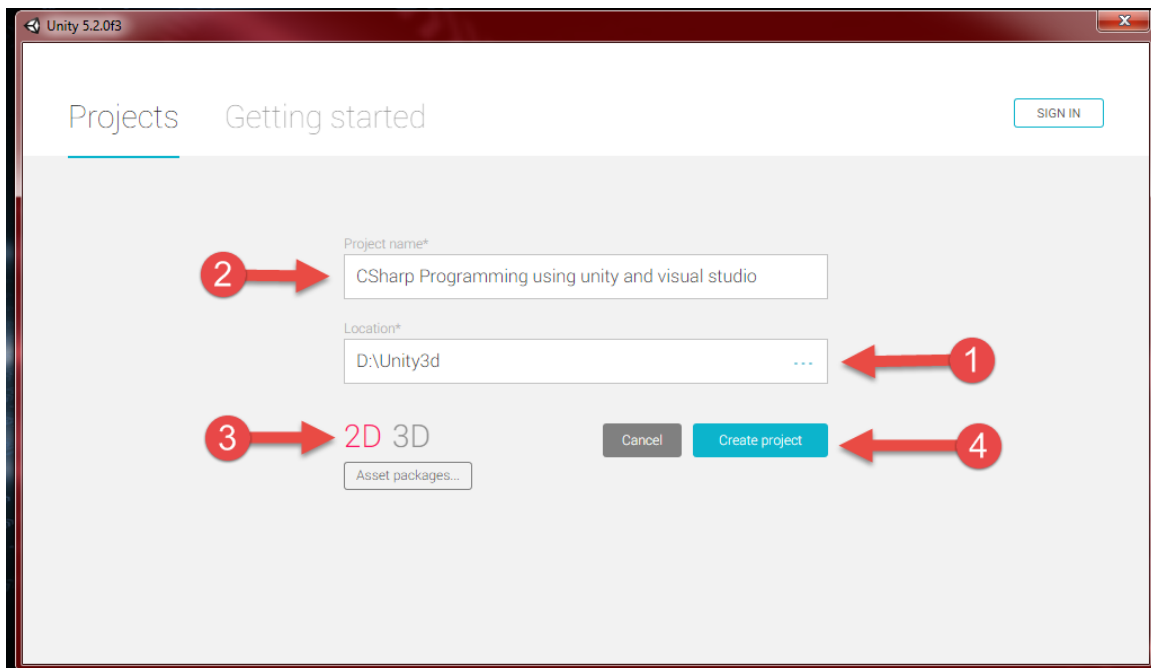 Unity 5.2.0f3
Projects Getting started SIGN IN
Project name*
2 CSharp Programming using unity and visual studio
Location*
D:\Unity3d ... 1
3 2D 3D Cancel Create project 4
Asset packages...